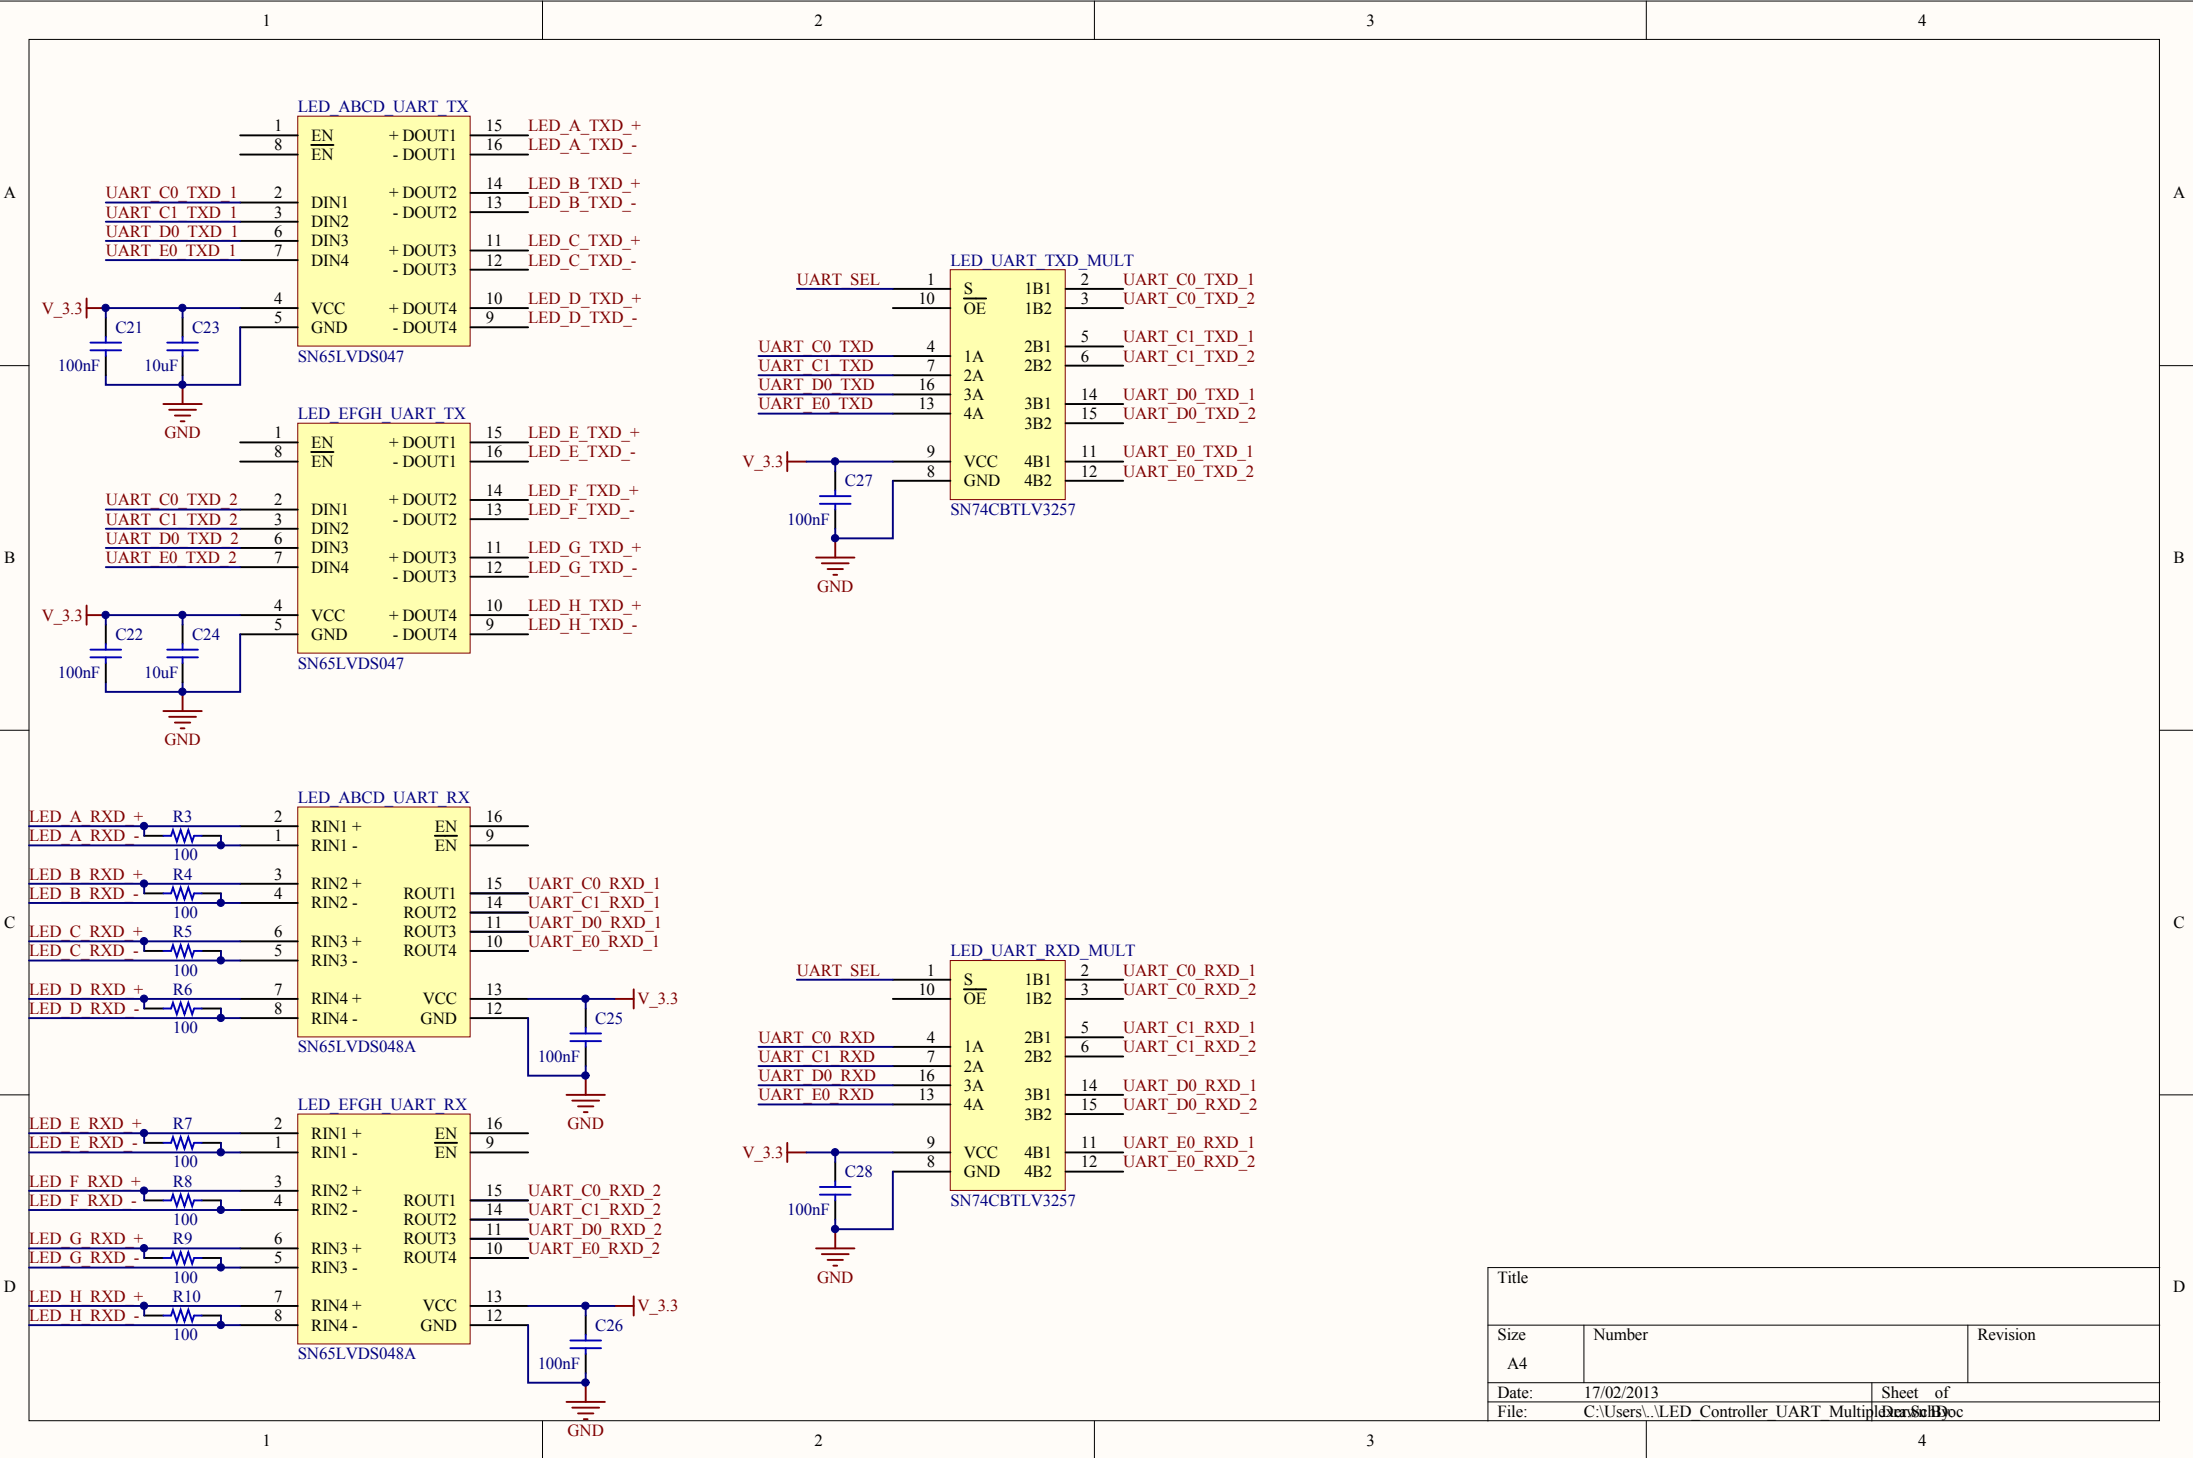 1 2 3 4
A A
B B
C C
D D
1 2 3 4
LED_ABCD_UART_TX
1 EN + DOUT1 15 LED_A_TXD_+
8 EN - DOUT1 16 LED_A_TXD_-
UART_C0_TXD_1 2 DIN1 + DOUT2 14 LED_B_TXD_+
UART_C1_TXD_1 3 DIN2 - DOUT2 13 LED_B_TXD_-
UART_D0_TXD_1 6 DIN3 + DOUT3 11 LED_C_TXD_+
UART_E0_TXD_1 7 DIN4 - DOUT3 12 LED_C_TXD_-
V_3.3 4 VCC + DOUT4 10 LED_D_TXD_+
5 GND - DOUT4 9 LED_D_TXD_-
C21 C23
100nF 10uF
SN65LVDS047
GND
LED_EFGH_UART_TX
1 EN + DOUT1 15 LED_E_TXD_+
8 EN - DOUT1 16 LED_E_TXD_-
UART_C0_TXD_2 2 DIN1 + DOUT2 14 LED_F_TXD_+
UART_C1_TXD_2 3 DIN2 - DOUT2 13 LED_F_TXD_-
UART_D0_TXD_2 6 DIN3 + DOUT3 11 LED_G_TXD_+
UART_E0_TXD_2 7 DIN4 - DOUT3 12 LED_G_TXD_-
V_3.3 4 VCC + DOUT4 10 LED_H_TXD_+
5 GND - DOUT4 9 LED_H_TXD_-
C22 C24
100nF 10uF
SN65LVDS047
GND
LED_UART_TXD_MULT
UART_SEL 1 S 1B1 2 UART_C0_TXD_1
10 OE 1B2 3 UART_C0_TXD_2
UART_C0_TXD 4 1A 2B1 5 UART_C1_TXD_1
UART_C1_TXD 7 2A 2B2 6 UART_C1_TXD_2
UART_D0_TXD 16 3A 3B1 14 UART_D0_TXD_1
UART_E0_TXD 13 4A 3B2 15 UART_D0_TXD_2
V_3.3 9 VCC 4B1 11 UART_E0_TXD_1
8 GND 4B2 12 UART_E0_TXD_2
C27
100nF
SN74CBTLV3257
GND
LED_ABCD_UART_RX
LED_A_RXD_+ R3 2 RIN1 + EN 16
LED_A_RXD_- 100 1 RIN1 - EN 9
LED_B_RXD_+ R4 3 RIN2 + ROUT1 15 UART_C0_RXD_1
LED_B_RXD_- 100 4 RIN2 - ROUT2 14 UART_C1_RXD_1
LED_C_RXD_+ R5 6 RIN3 + ROUT3 11 UART_D0_RXD_1
LED_C_RXD_- 100 5 RIN3 - ROUT4 10 UART_E0_RXD_1
LED_D_RXD_+ R6 7 RIN4 + VCC 13 V_3.3
LED_D_RXD_- 100 8 RIN4 - GND 12
C25
100nF
SN65LVDS048A
GND
LED_EFGH_UART_RX
LED_E_RXD_+ R7 2 RIN1 + EN 16
LED_E_RXD_- 100 1 RIN1 - EN 9
LED_F_RXD_+ R8 3 RIN2 + ROUT1 15 UART_C0_RXD_2
LED_F_RXD_- 100 4 RIN2 - ROUT2 14 UART_C1_RXD_2
LED_G_RXD_+ R9 6 RIN3 + ROUT3 11 UART_D0_RXD_2
LED_G_RXD_- 100 5 RIN3 - ROUT4 10 UART_E0_RXD_2
LED_H_RXD_+ R10 7 RIN4 + VCC 13 V_3.3
LED_H_RXD_- 100 8 RIN4 - GND 12
C26
100nF
SN65LVDS048A
GND
LED_UART_RXD_MULT
UART_SEL 1 S 1B1 2 UART_C0_RXD_1
10 OE 1B2 3 UART_C0_RXD_2
UART_C0_RXD 4 1A 2B1 5 UART_C1_RXD_1
UART_C1_RXD 7 2A 2B2 6 UART_C1_RXD_2
UART_D0_RXD 16 3A 3B1 14 UART_D0_RXD_1
UART_E0_RXD 13 4A 3B2 15 UART_D0_RXD_2
V_3.3 9 VCC 4B1 11 UART_E0_RXD_1
8 GND 4B2 12 UART_E0_RXD_2
C28
100nF
SN74CBTLV3257
GND
Title
Size Number Revision
A4
Date: 17/02/2013 Sheet of
File: C:\Users\..\LED_Controller_UART_Multiplexer.SchDoc Drawn By: